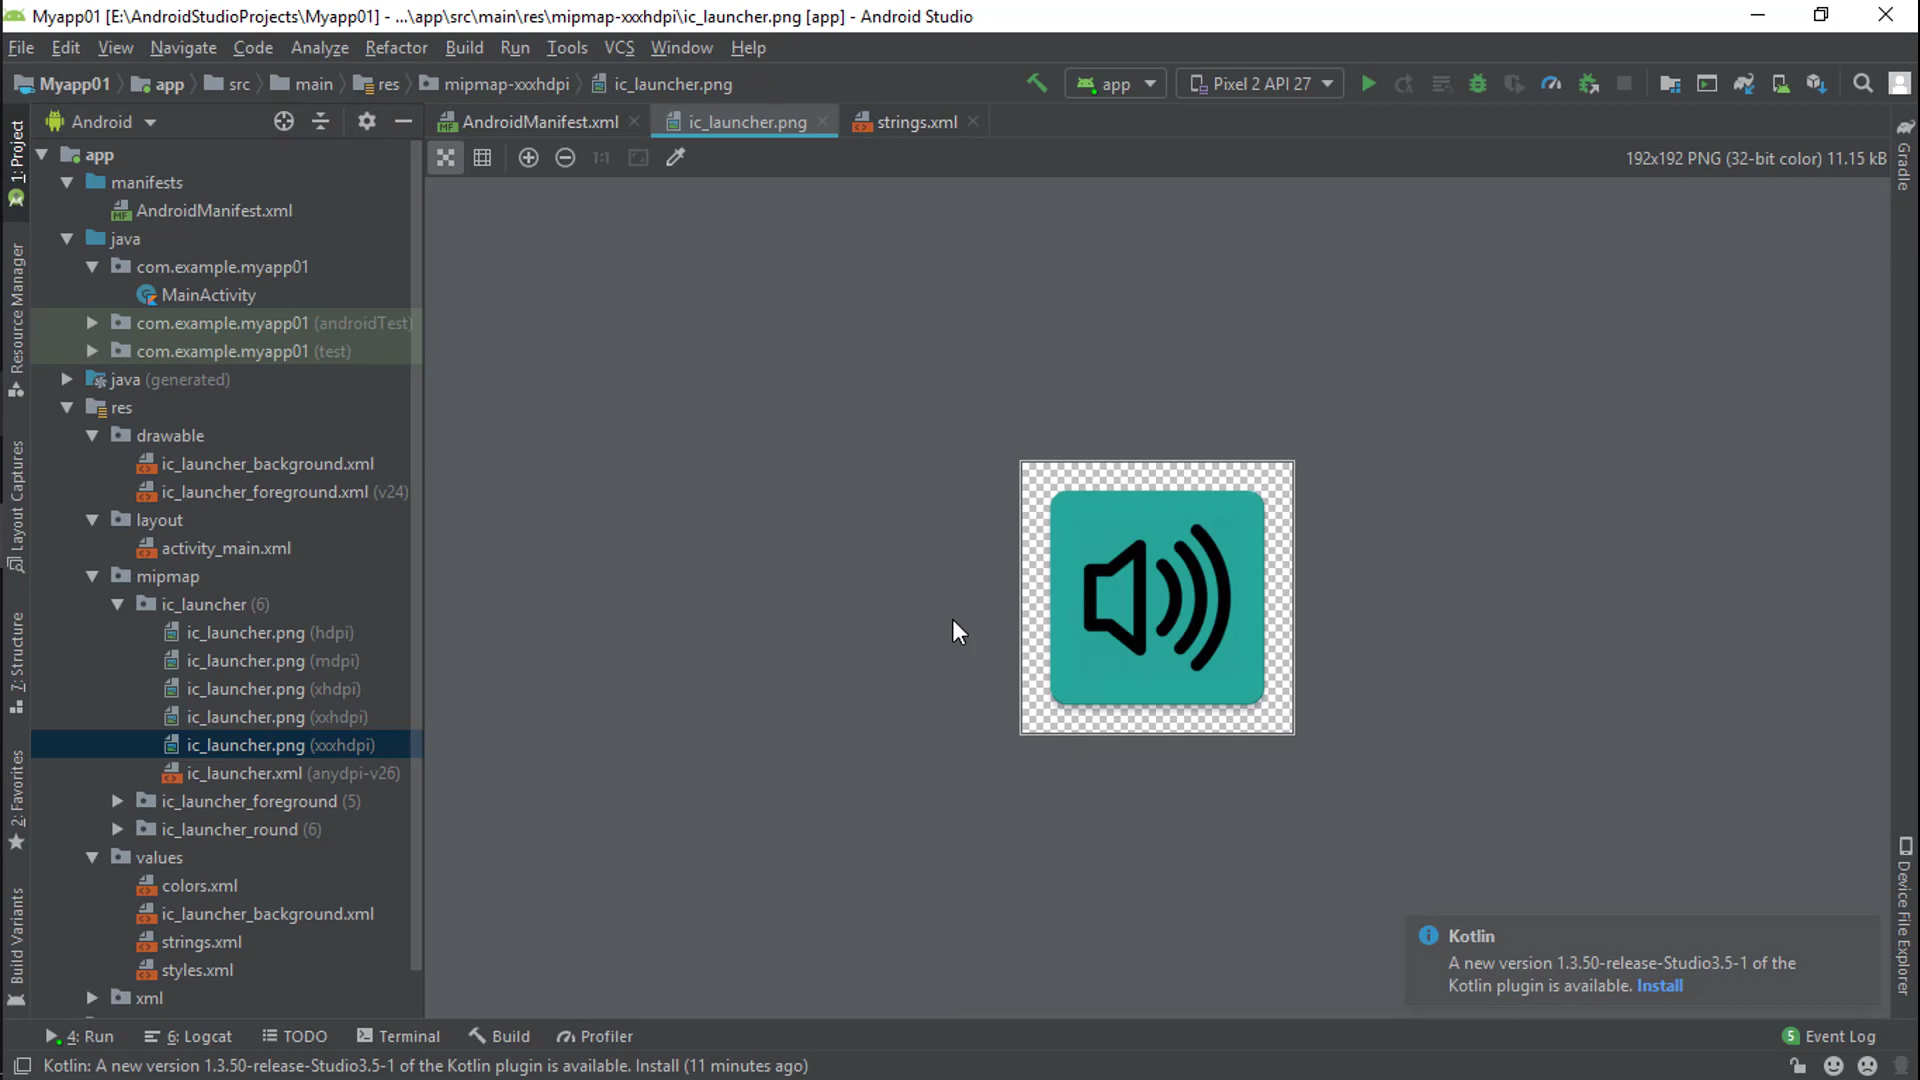 Myapp01 [E:\AndroidStudioProjects\Myapp01] - ...\app\src\main\res\mipmap-xxxhdpi\ic_launcher.png [app] - Android Studio
File Edit View Navigate Code Analyze Refactor Build Run Tools VCS Window Help
Myapp01 app src main res mipmap-xxxhdpi ic_launcher.png app Pixel 2 API 27
Android AndroidManifest.xml ic_launcher.png strings.xml
1:1 192x192 PNG (32-bit color) 11.15 kB
app
manifests
AndroidManifest.xml
java
com.example.myapp01
MainActivity
com.example.myapp01 (androidTest)
com.example.myapp01 (test)
java (generated)
res
drawable
ic_launcher_background.xml
ic_launcher_foreground.xml (v24)
layout
activity_main.xml
mipmap
ic_launcher (6)
ic_launcher.png (hdpi)
ic_launcher.png (mdpi)
ic_launcher.png (xhdpi)
ic_launcher.png (xxhdpi)
ic_launcher.png (xxxhdpi)
ic_launcher.xml (anydpi-v26)
ic_launcher_foreground (5)
ic_launcher_round (6)
values
colors.xml
ic_launcher_background.xml
strings.xml
styles.xml
xml
1: Project
Resource Manager
Layout Captures
7: Structure
2: Favorites
Build Variants
Gradle
Device File Explorer
Kotlin
A new version 1.3.50-release-Studio3.5-1 of the
Kotlin plugin is available. Install
4: Run 6: Logcat TODO Terminal Build Profiler 5 Event Log
Kotlin: A new version 1.3.50-release-Studio3.5-1 of the Kotlin plugin is available. Install (11 minutes ago)